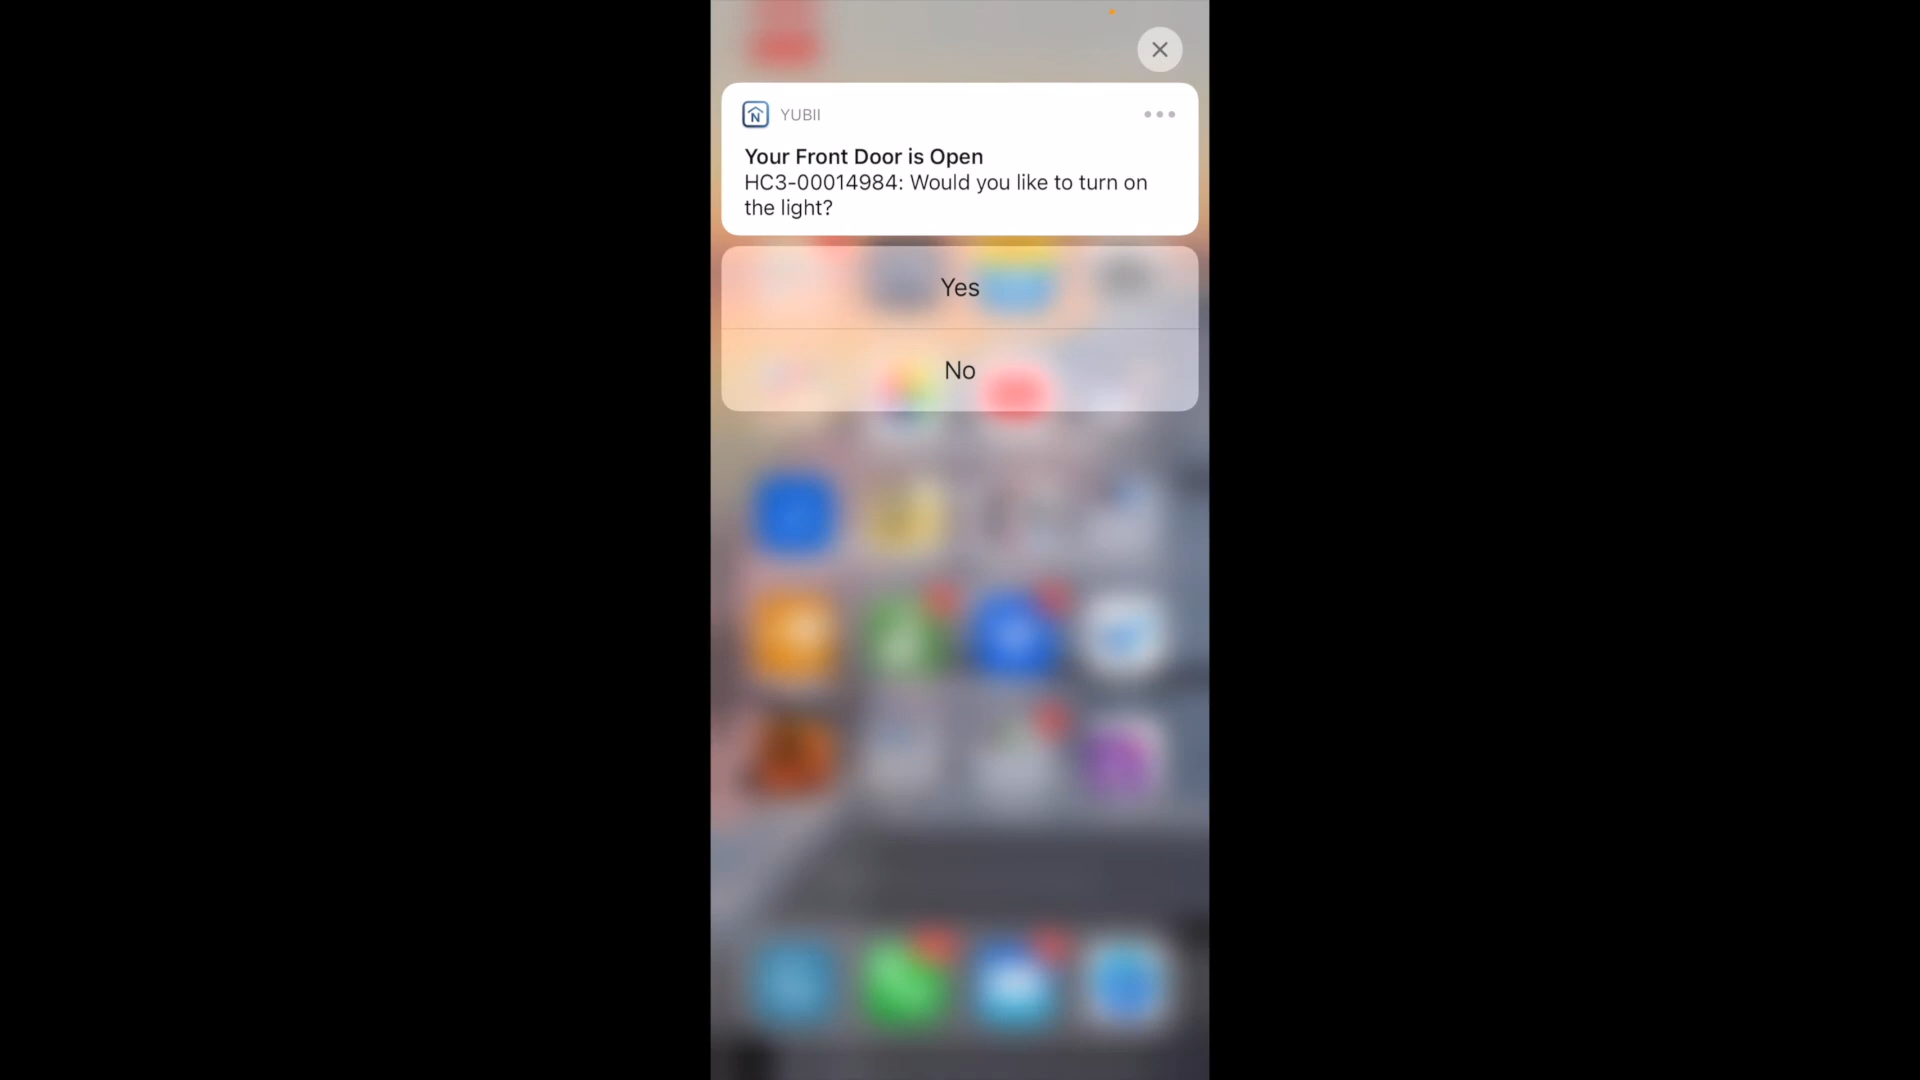 YUBII
Your Front Door is Open
HC3-00014984: Would you like to turn on
the light?
Yes
No